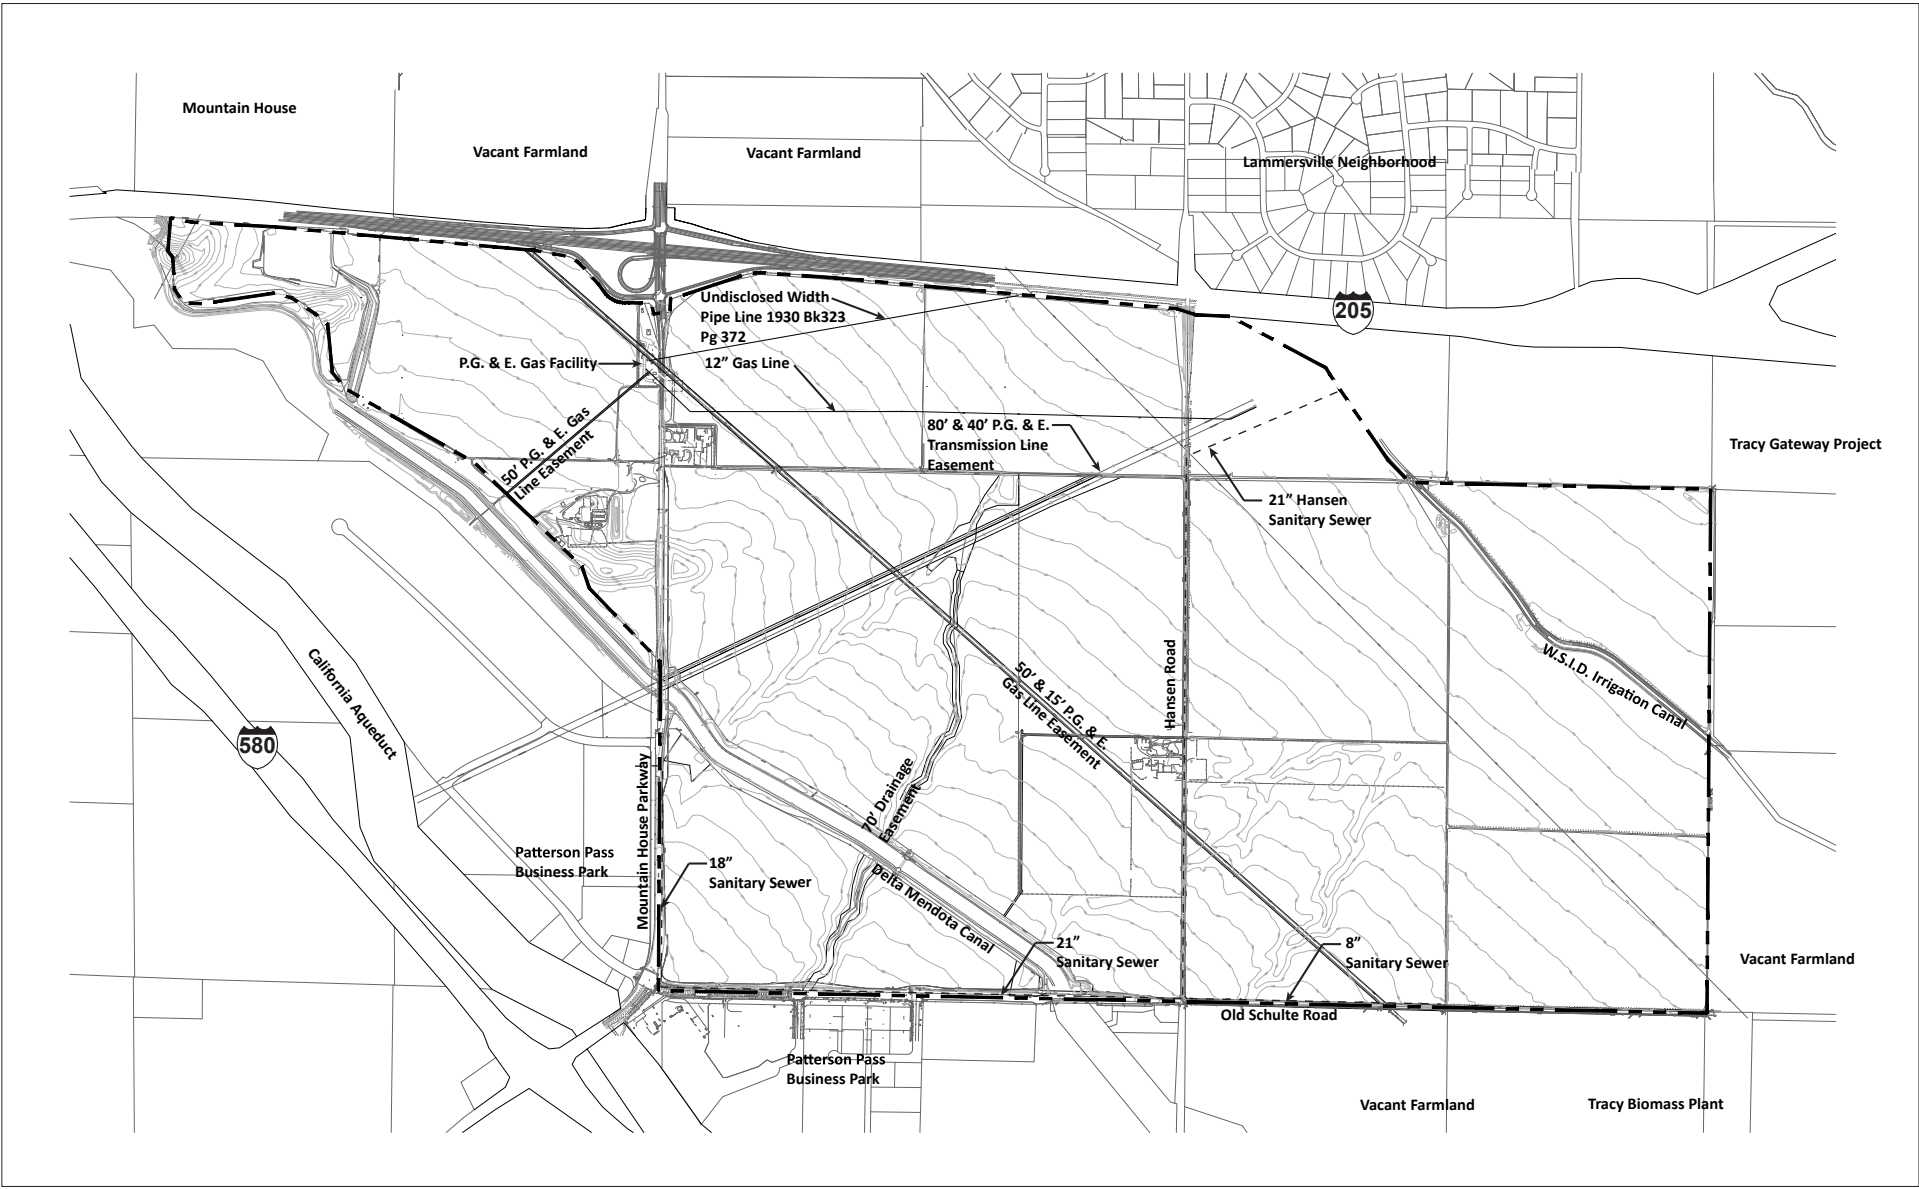 Mountain House
Vacant Farmland
Vacant Farmland
Lammersville Neighborhood
205
Undisclosed Width
Pipe Line 1930 Bk323
Pg 372
P.G. & E. Gas Facility
12” Gas Line
50’ P.G. & E. Gas
Line Easement
80’ & 40’ P.G. & E.
Transmission Line
Easement
Tracy Gateway Project
21” Hansen
Sanitary Sewer
W.S.I.D. Irrigation Canal
California Aqueduct
580
Hansen Road
50’ & 15’ P.G. & E.
Gas Line Easement
Mountain House Parkway
70’ Drainage
Easement
Patterson Pass
Business Park
18”
Sanitary Sewer
Delta Mendota Canal
21”
Sanitary Sewer
8”
Sanitary Sewer
Vacant Farmland
Old Schulte Road
Patterson Pass
Business Park
Vacant Farmland
Tracy Biomass Plant